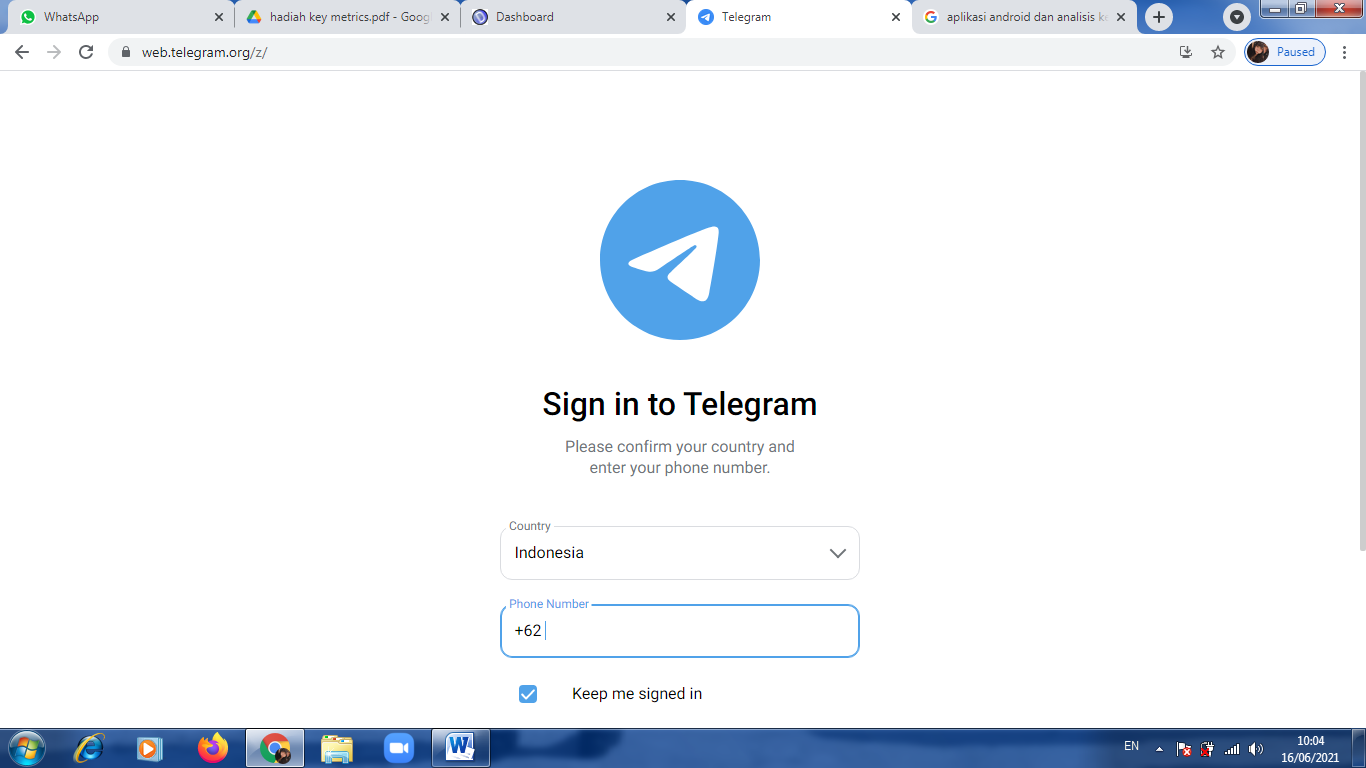 WhatsApp
hadiah key metrics.pdf - Goog
Dashboard
Telegram
aplikasi android dan analisis ke
web.telegram.org/z/
Paused
Sign in to Telegram
Please confirm your country and
enter your phone number.
Country
Indonesia
Phone Number
+62
Keep me signed in
EN
10:04
16/06/2021